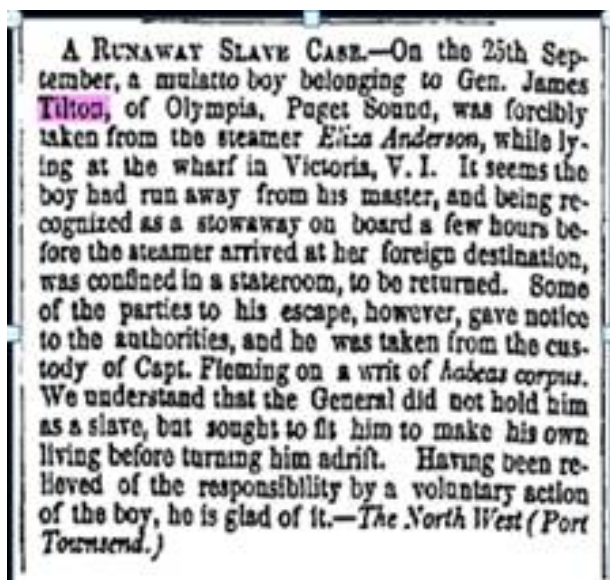 A RUNAWAY SLAVE CASE.—On the 25th Sep-
tember, a mulatto boy belonging to Gen. James
Tilton, of Olympia, Puget Sound, was forcibly
taken from the steamer Eliza Anderson, while ly-
ing at the wharf in Victoria, V. I. It seems the
boy had run away from his master, and being re-
cognized as a stowaway on board a few hours be-
fore the steamer arrived at her foreign destination,
was confined in a stateroom, to be returned. Some
of the parties to his escape, however, gave notice
to the authorities, and he was taken from the cus-
tody of Capt. Fleming on a writ of habeas corpus.
We understand that the General did not hold him
as a slave, but sought to fit him to make his own
living before turning him adrift. Having been re-
lieved of the responsibility by a voluntary action
of the boy, he is glad of it.—The North West (Port
Townsend.)